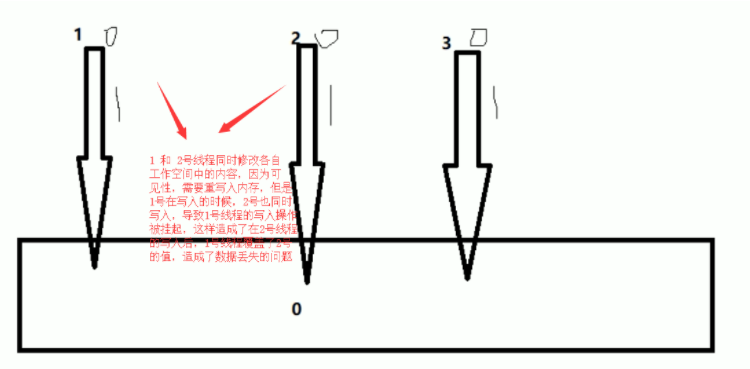 1 0
2 0
3 0
1 和 2号线程同时修改各自
工作空间中的内容，因为可
见性，需要重写入内存，但是
1号在写入的时候，2号也同时
写入，导致1号线程的写入操作
被挂起，这样造成了在2号线程
的写入后，1号线程覆盖了2号
的值，造成了数据丢失的问题
0